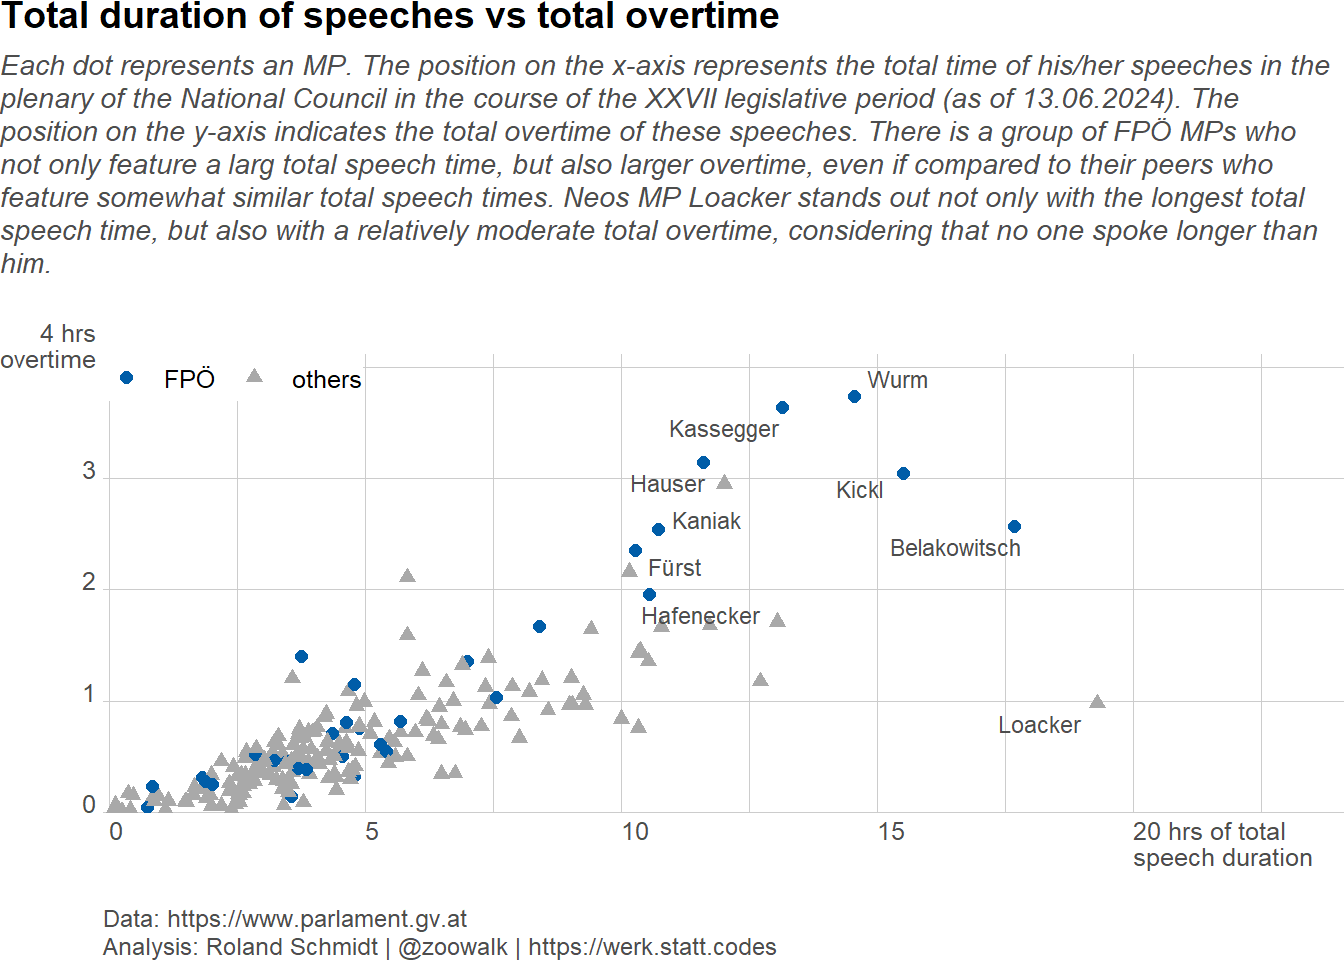 Total duration of speeches vs total overtime
Each dot represents an MP. The position on the x-axis represents the total time of his/her speeches in the
plenary of the National Council in the course of the XXVII legislative period (as of 13.06.2024). The
position on the y-axis indicates the total overtime of these speeches. There is a group of FPÖ MPs who
not only feature a larg total speech time, but also larger overtime, even if compared to their peers who
feature somewhat similar total speech times. Neos MP Loacker stands out not only with the longest total
speech time, but also with a relatively moderate total overtime, considering that no one spoke longer than
him.
4 hrs
overtime
FPÖ
others
Wurm
Kassegger
3
Hauser
Kickl
Kaniak
Belakowitsch
Fürst
2
Hafenecker
1
Loacker
0
0
5
10
15
20 hrs of total
speech duration
Data: https://www.parlament.gv.at
Analysis: Roland Schmidt | @zoowalk | https://werk.statt.codes